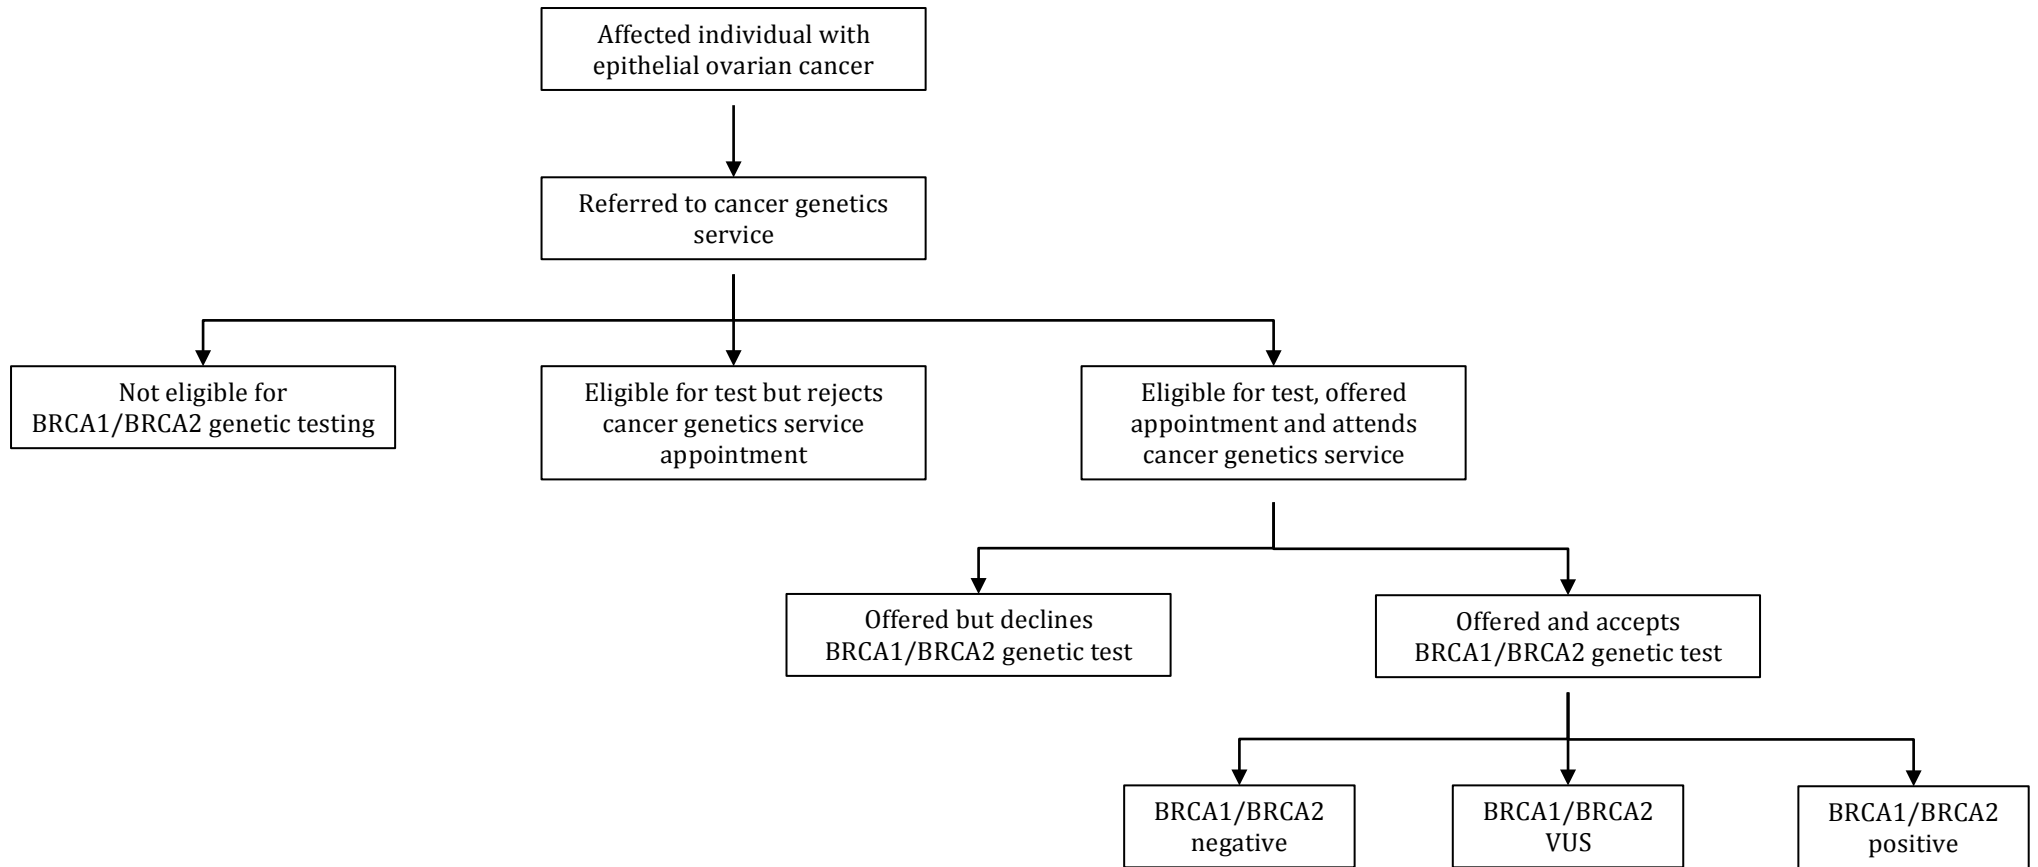 Affected individual with
epithelial ovarian cancer
Referred to cancer genetics
service
Not eligible for
BRCA1/BRCA2 genetic testing
Eligible for test but rejects
cancer genetics service
appointment
Eligible for test, offered
appointment and attends
cancer genetics service
Offered but declines
BRCA1/BRCA2 genetic test
Offered and accepts
BRCA1/BRCA2 genetic test
BRCA1/BRCA2
negative
BRCA1/BRCA2
VUS
BRCA1/BRCA2
positive